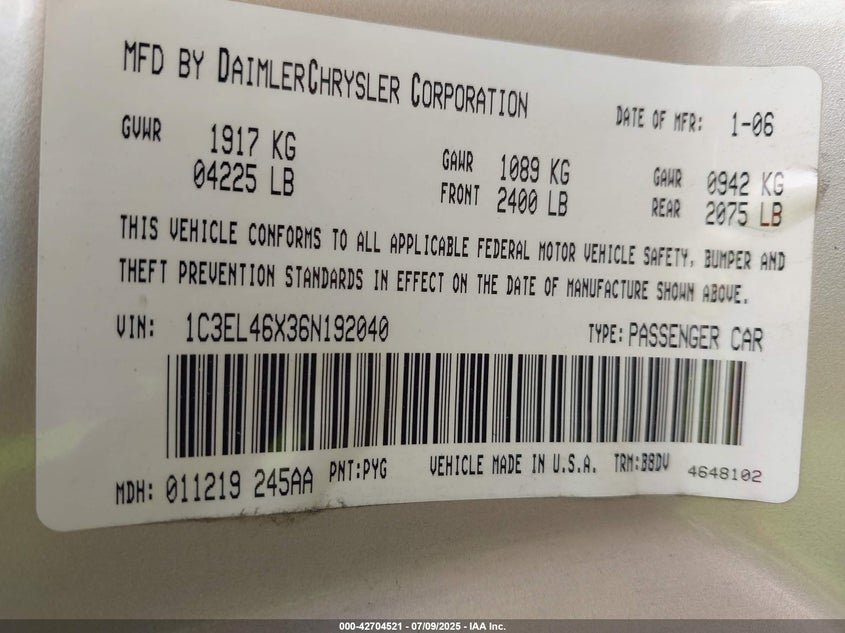 MFD BY DAIMLERCHRYSLER CORPORATION
DATE OF MFR: 1-06
GVWR 1917 KG
04225 LB
GAWR 1089 KG
FRONT 2400 LB
GAWR 0942 KG
REAR 2075 LB
THIS VEHICLE CONFORMS TO ALL APPLICABLE FEDERAL MOTOR VEHICLE SAFETY, BUMPER AND
THEFT PREVENTION STANDARDS IN EFFECT ON THE DATE OF MANUFACTURE SHOWN ABOVE.
VIN: 1C3EL46X36N192040 TYPE: PASSENGER CAR
MDH: 011219 245AA PNT:PYG VEHICLE MADE IN U.S.A. TRM:B8DV 4648102
000-42704521 - 07/09/2025 - IAA Inc.